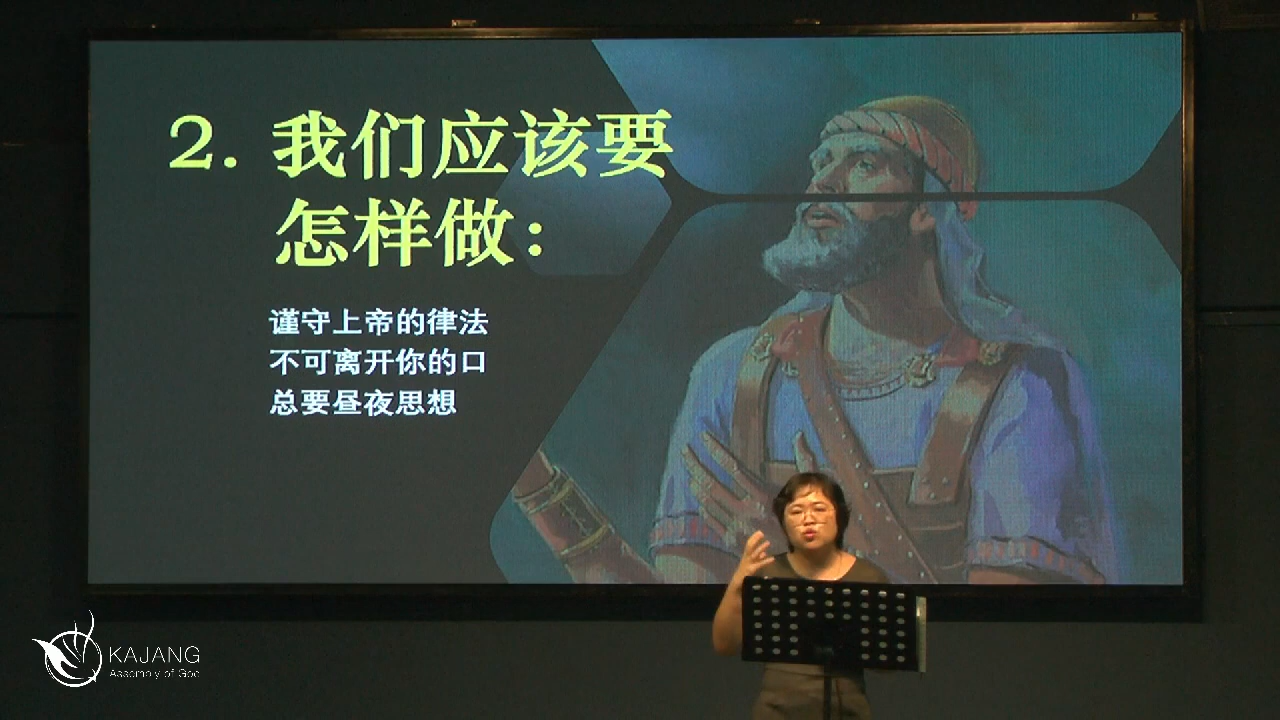 2. 我们应该要
怎样做：
谨守上帝的律法
不可离开你的口
总要昼夜思想
KAJANG
Assembly of God